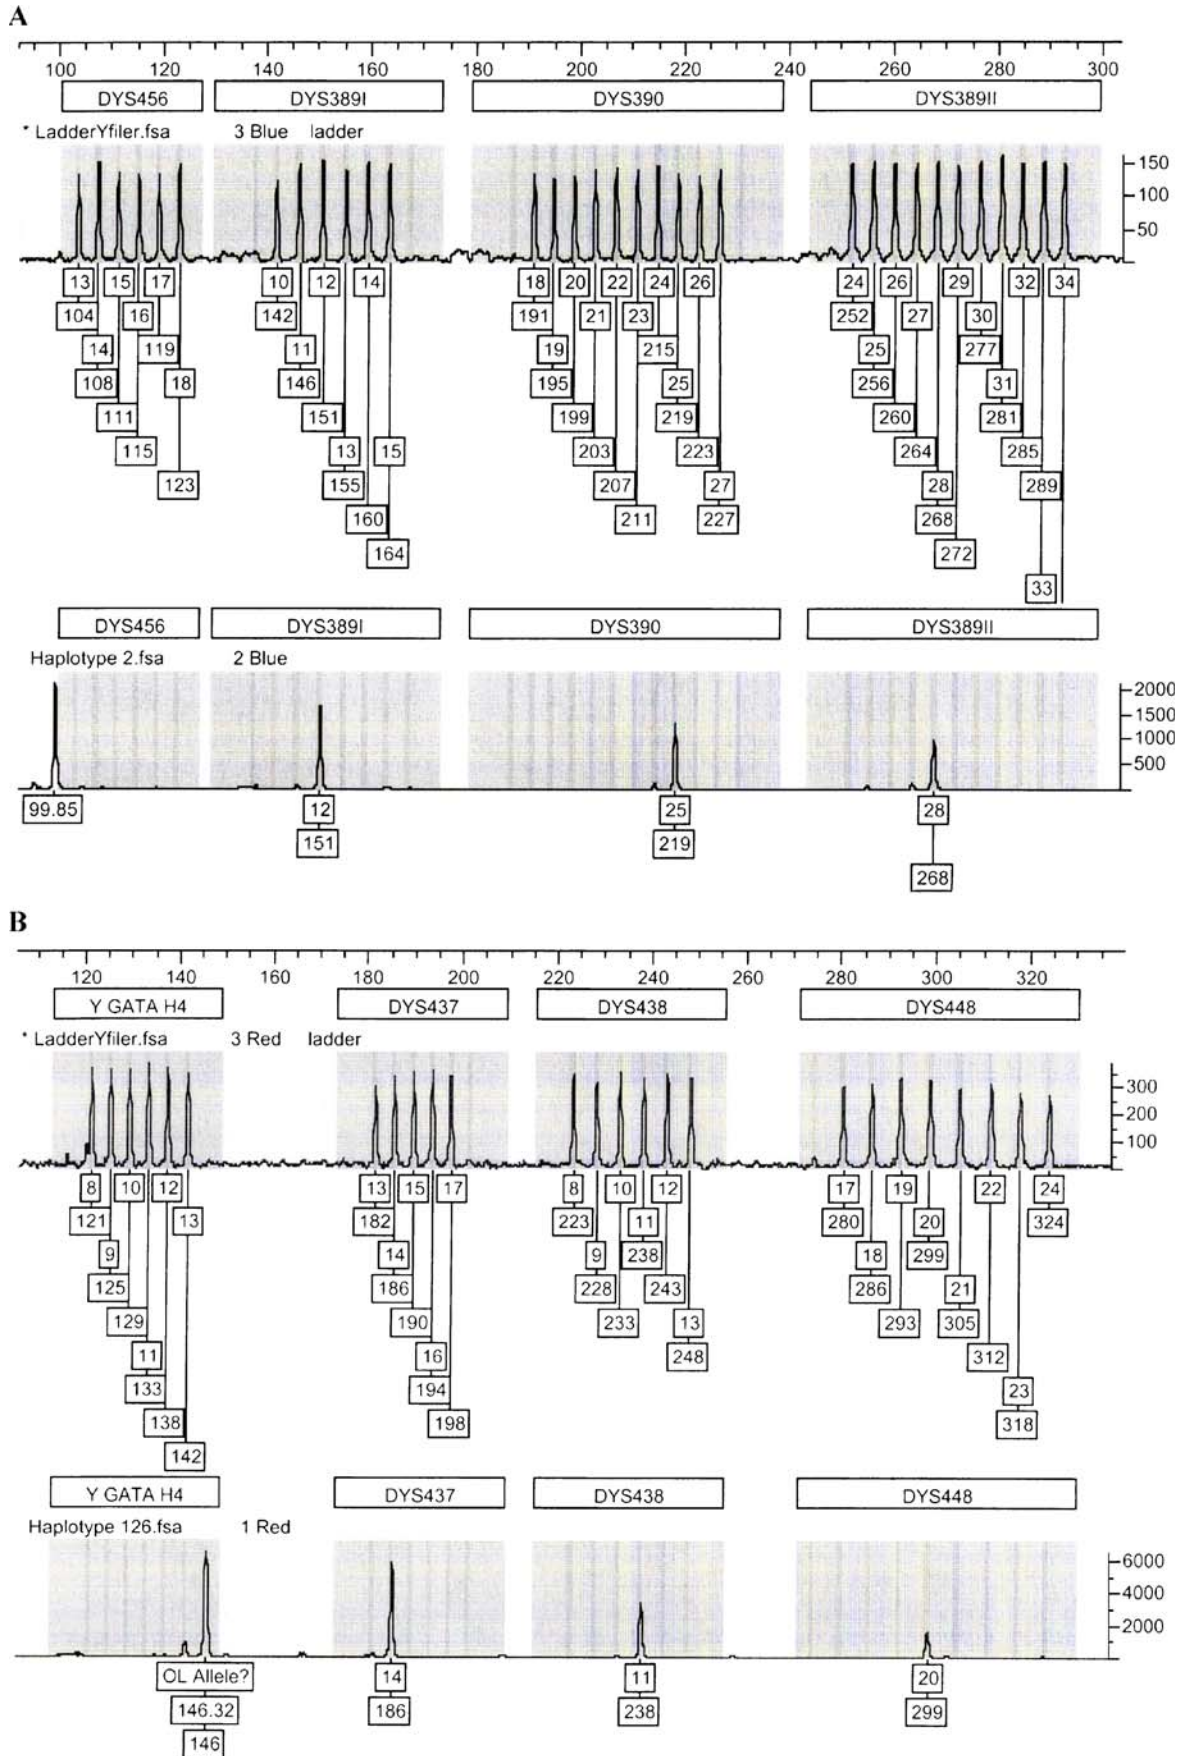 A
100 120 140 160 180 200 220 240 260 280 300
DYS456 DYS389I DYS390 DYS389II
* LadderYfiler.fsa 3 Blue ladder
150
100
50
13 15 17 10 12 14 18 20 22 24 26 24 26 29 32 34
104 16 142 191 21 23 252 27 30
14. 119 11 19 215 25 277
108 18 146 195 25 256 31
111 151 199 219 260 281
115 13 15 203 223 264 285
123 155 207 27 28 289
160 211 227 268
164 272
33
DYS456 DYS389I DYS390 DYS389II
Haplotype 2.fsa 2 Blue
2000
1500
1000
500
99.85 12 25 28
151 219
268
B
120 140 160 180 200 220 240 260 280 300 320
Y GATA H4 DYS437 DYS438 DYS448
* LadderYfiler.fsa 3 Red ladder
300
200
100
8 10 12 13 15 17 8 10 12 17 19 22 24
121 13 182 223 11 280 20 324
9 14 9 238 18 299
125 186 228 243 286 21
129 190 233 13 293 305
11 16 248 312
133 194 23
138 198 318
142
Y GATA H4 DYS437 DYS438 DYS448
Haplotype 126.fsa 1 Red
6000
4000
2000
OL Allele? 14 11 20
146.32 186 238 299
146